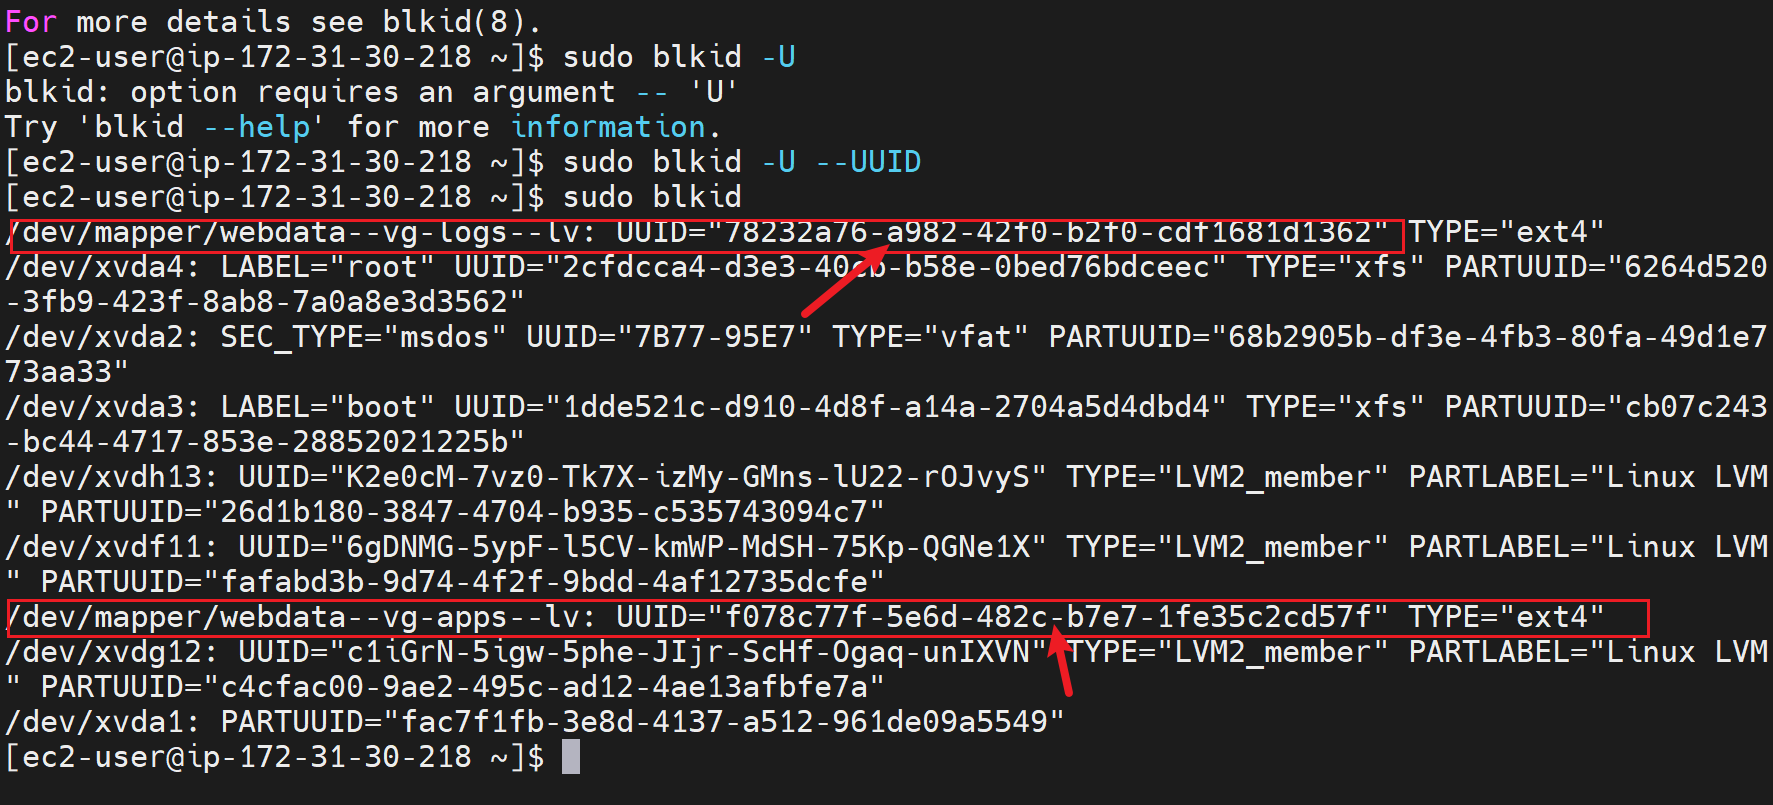 For more details see blkid(8).
[ec2-user@ip-172-31-30-218 ~]$ sudo blkid -U
blkid: option requires an argument -- 'U'
Try 'blkid --help' for more information.
[ec2-user@ip-172-31-30-218 ~]$ sudo blkid -U --UUID
[ec2-user@ip-172-31-30-218 ~]$ sudo blkid
/dev/mapper/webdata--vg-logs--lv: UUID="78232a76-a982-42f0-b2f0-cdf1681d1362" TYPE="ext4"
/dev/xvda4: LABEL="root" UUID= TYPE="xfs" PARTUUID="6264d520
-3fb9-423f-8ab8-7a0a8e3d3562"
/dev/xvda2: SEC_TYPE="msdos" UUID="7B77-95E7" TYPE="vfat" PARTUUID="68b2905b-df3e-4fb3-80fa-49d1e7
73aa33"
/dev/xvda3: LABEL="boot" UUID="1dde521c-d910-4d8f-a14a-2704a5d4dbd4" TYPE="xfs" PARTUUID="cb07c243
-bc44-4717-853e-28852021225b"
/dev/xvdh13: UUID="K2e0cM-7vz0-Tk7X-izMy-GMns-lU22-rOJvyS" TYPE="LVM2_member" PARTLABEL="Linux LVM
" PARTUUID="26d1b180-3847-4704-b935-c535743094c7"
/dev/xvdf11: UUID="6gDNMG-5ypF-l5CV-kmWP-MdSH-75Kp-QGNe1X" TYPE="LVM2_member" PARTLABEL="Linux LVM
" PARTUUID="fafabd3b-9d74-4f2f-9bdd-4af12735dcfe"
/dev/mapper/webdata--vg-apps--lv: UUID="f078c77f-5e6d-482c-b7e7-1fe35c2cd57f" TYPE="ext4"
/dev/xvdg12: UUID="c1iGrN-5igw-5phe-JIjr-ScHf-Ogaq-unIXVN" TYPE="LVM2_member" PARTLABEL="Linux LVM
" PARTUUID="c4cfac00-9ae2-495c-ad12-4ae13afbfe7a"
/dev/xvda1: PARTUUID="fac7f1fb-3e8d-4137-a512-961de09a5549"
[ec2-user@ip-172-31-30-218 ~]$